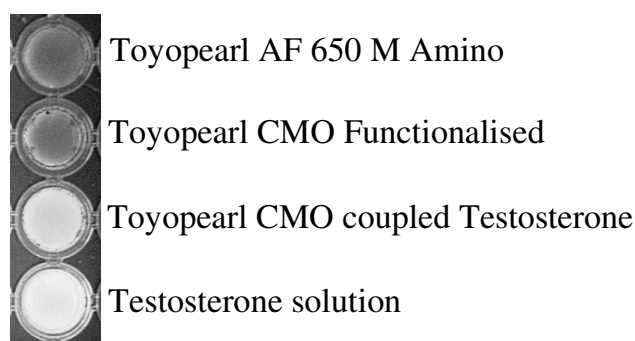 Toyopearl AF 650 M Amino
Toyopearl CMO Functionalised
Toyopearl CMO coupled Testosterone
Testosterone solution